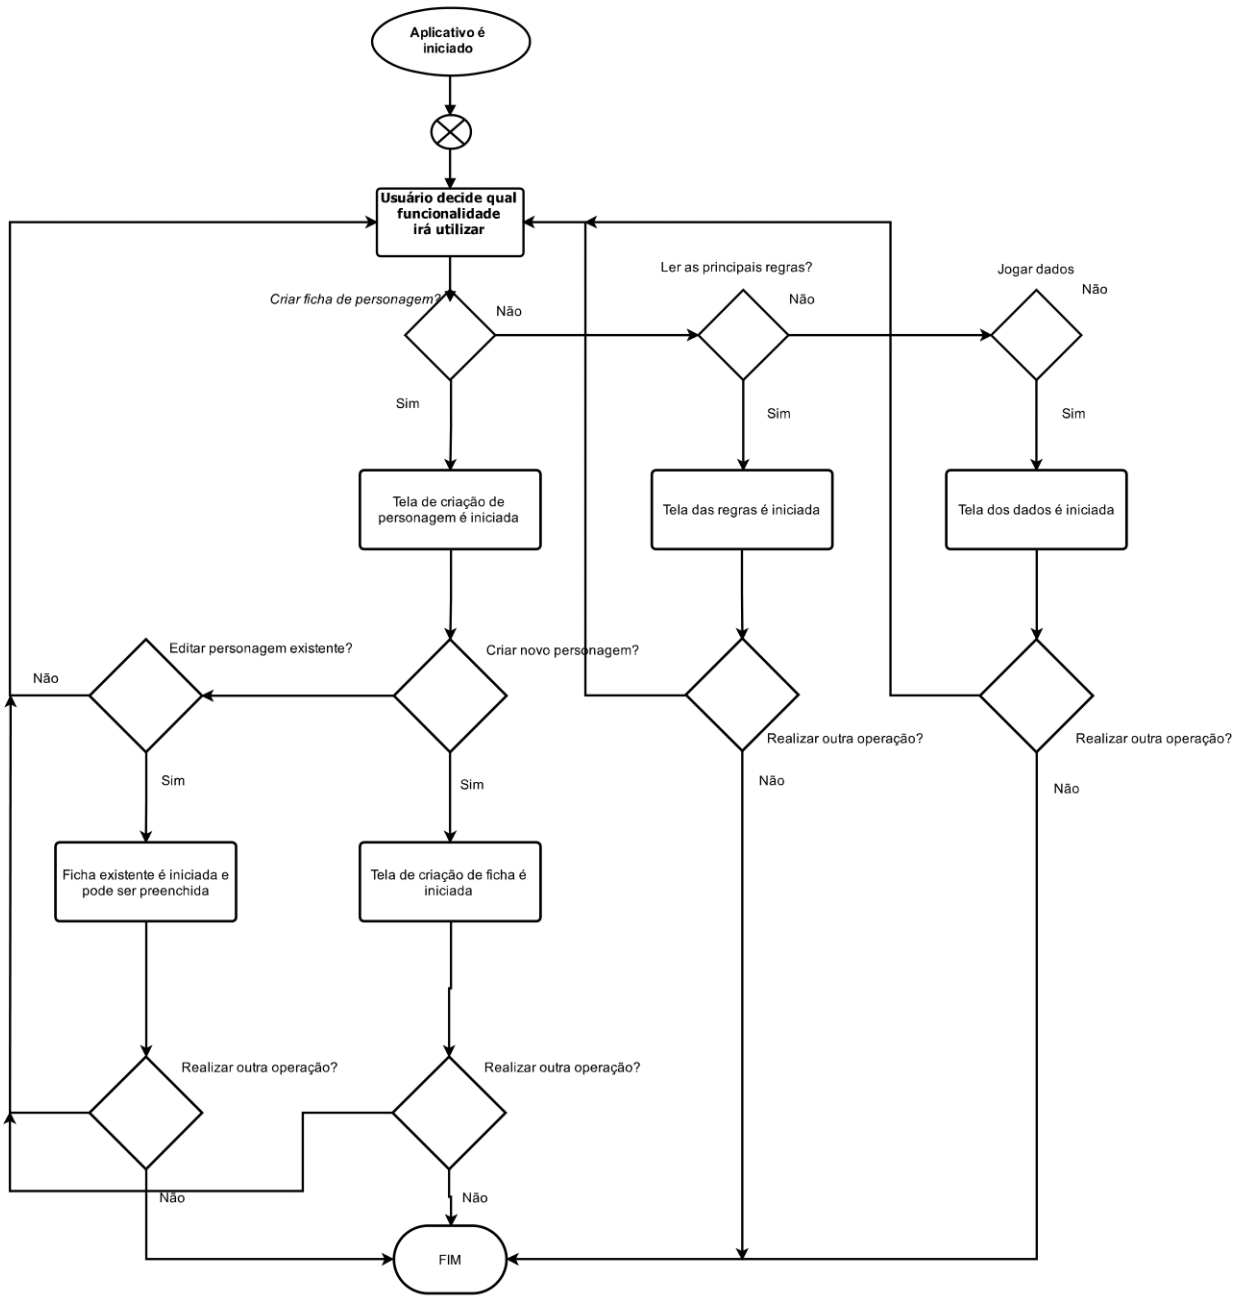 Aplicativo é
iniciado
Usuário decide qual
funcionalidade
irá utilizar
Criar ficha de personagem?
Não
Ler as principais regras?
Não
Jogar dados
Não
Sim
Sim
Sim
Tela de criação de
personagem é iniciada
Tela das regras é iniciada
Tela dos dados é iniciada
Editar personagem existente?
Criar novo personagem?
Não
Realizar outra operação?
Realizar outra operação?
Sim
Sim
Não
Não
Ficha existente é iniciada e
pode ser preenchida
Tela de criação de ficha é
iniciada
Realizar outra operação?
Realizar outra operação?
Não
Não
FIM